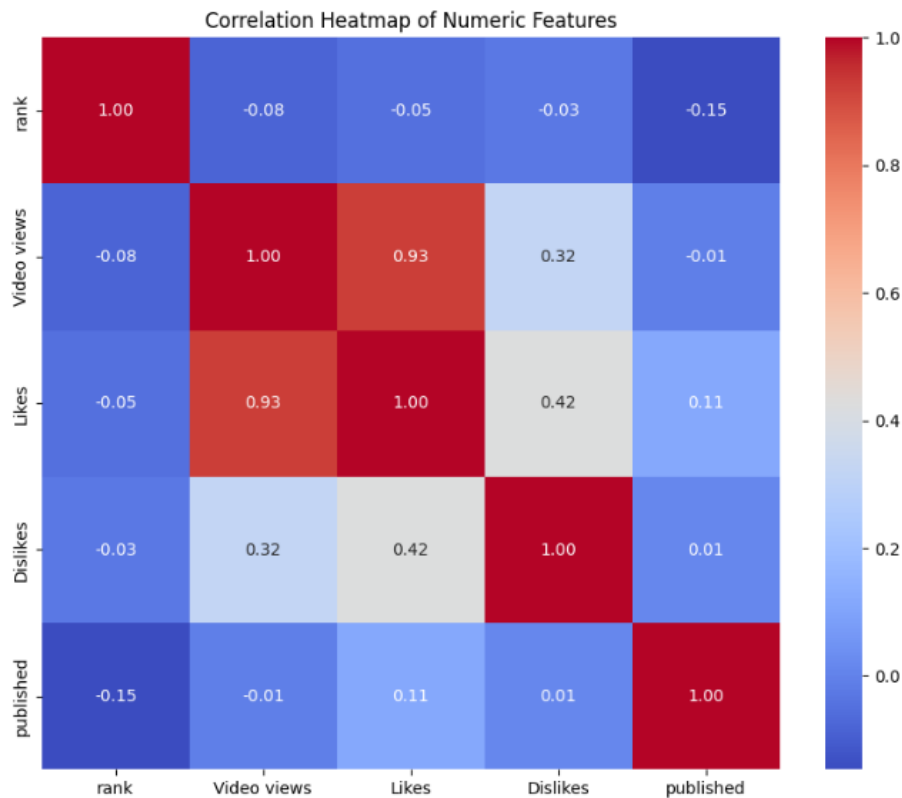 Correlation Heatmap of Numeric Features
rank 1.00 -0.08 -0.05 -0.03 -0.15
Video views -0.08 1.00 0.93 0.32 -0.01
Likes -0.05 0.93 1.00 0.42 0.11
Dislikes -0.03 0.32 0.42 1.00 0.01
published -0.15 -0.01 0.11 0.01 1.00
rank Video views Likes Dislikes published
1.0
0.8
0.6
0.4
0.2
0.0